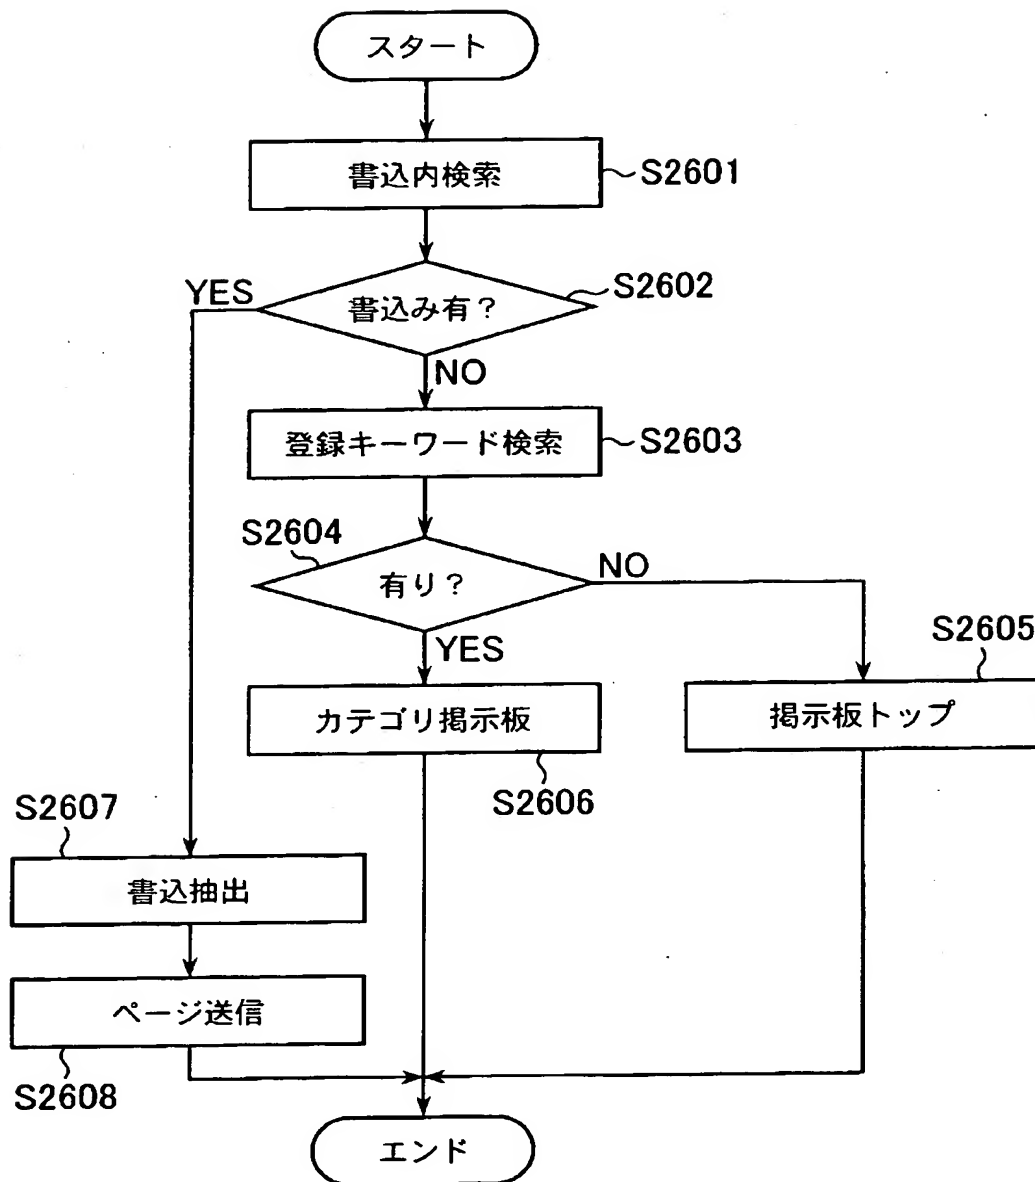 スタート
書込内検索
S2601
YES
書込み有？
S2602
NO
登録キーワード検索
S2603
S2604
有り？
NO
YES
S2605
カテゴリ掲示板
掲示板トップ
S2606
S2607
書込抽出
ページ送信
S2608
エンド